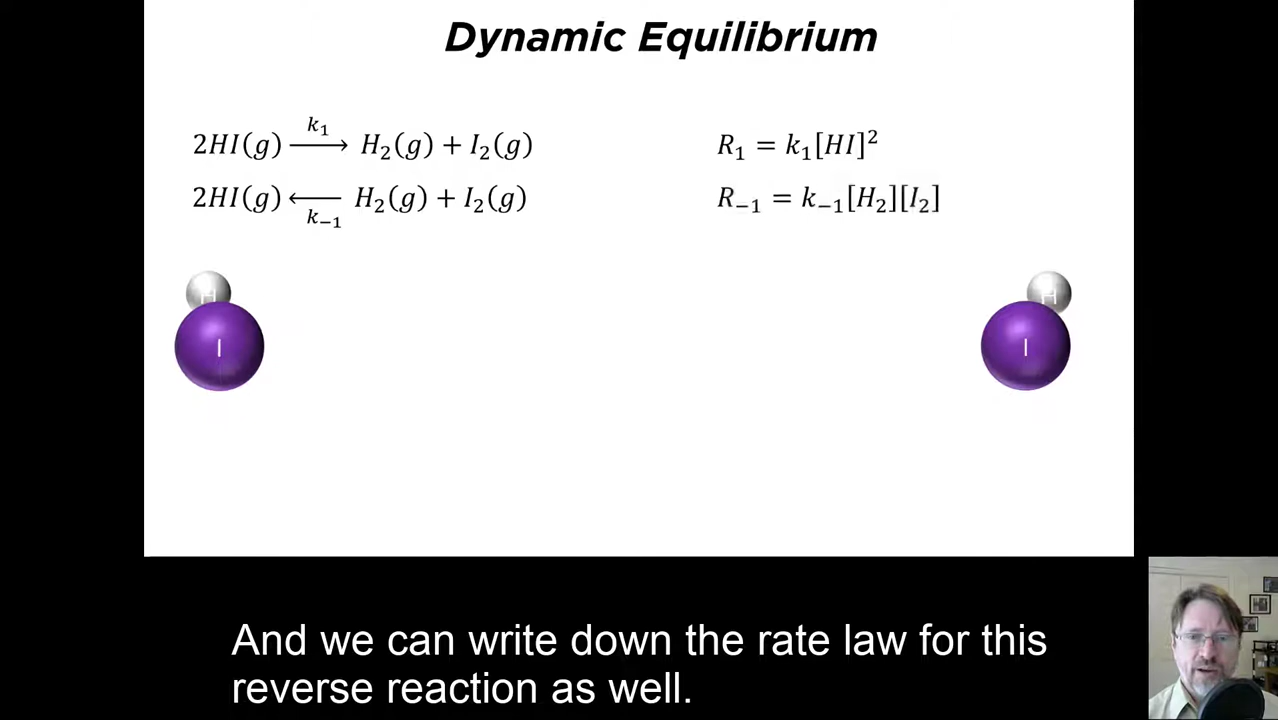 Dynamic Equilibrium
2HI(g) —k₁→ H₂(g) + I₂(g)
R₁ = k₁[HI]²
2HI(g) ←k₋₁— H₂(g) + I₂(g)
R₋₁ = k₋₁[H₂][I₂]
H
H
I
I
And we can write down the rate law for this
reverse reaction as well.